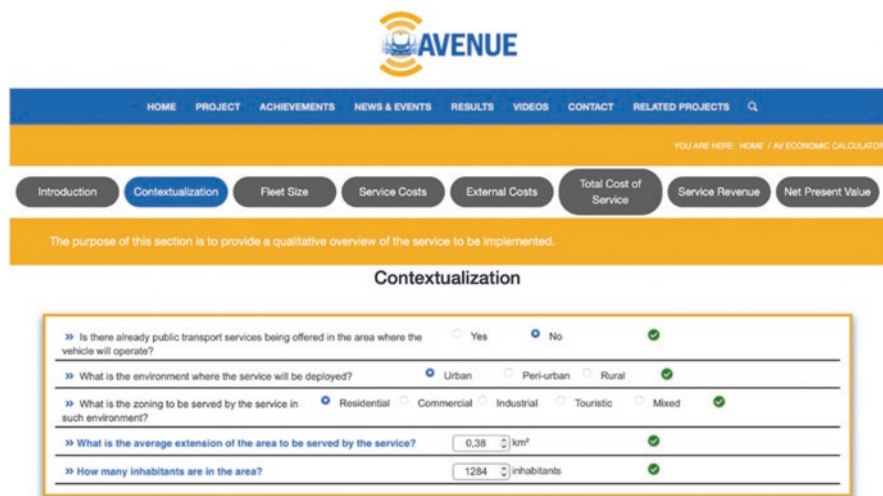 AVENUE
HOME PROJECT ACHIEVEMENTS NEWS & EVENTS RESULTS VIDEOS CONTACT RELATED PROJECTS
YOU ARE HERE: HOME / AV ECONOMIC CALCULATOR
Introduction Contextualization Fleet Size Service Costs External Costs Total Cost of Service Service Revenue Net Present Value
The purpose of this section is to provide a qualitative overview of the service to be implemented.
Contextualization
» Is there already public transport services being offered in the area where the Yes No
vehicle will operate?
» What is the environment where the service will be deployed? Urban Peri-urban Rural
» What is the zoning to be served by the service in Residential Commercial Industrial Touristic Mixed
such environment?
» What is the average extension of the area to be served by the service? 0,38 km²
» How many inhabitants are in the area? 1284 inhabitants